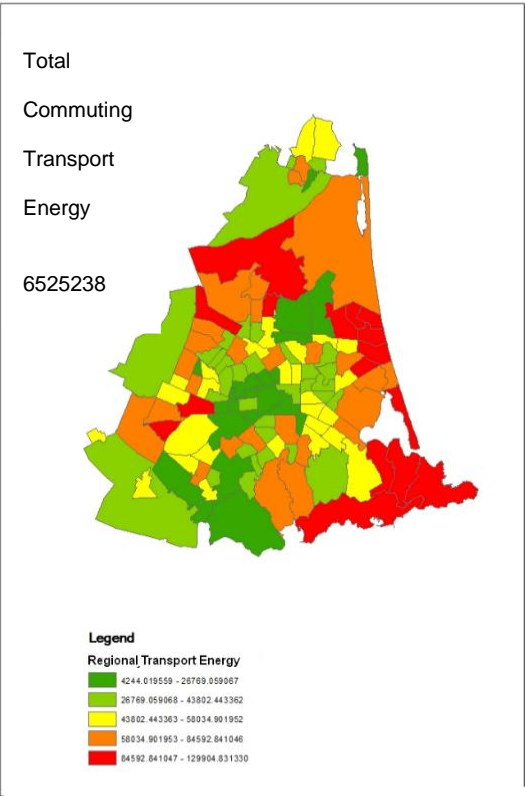 Total
Commuting
Transport
Energy
6525238
Legend
Regional Transport Energy
4244.019559 - 26769.059067
26769.059068 - 43802.443362
43802.443363 - 58034.901952
58034.901953 - 84592.841046
84592.841047 - 129904.831330